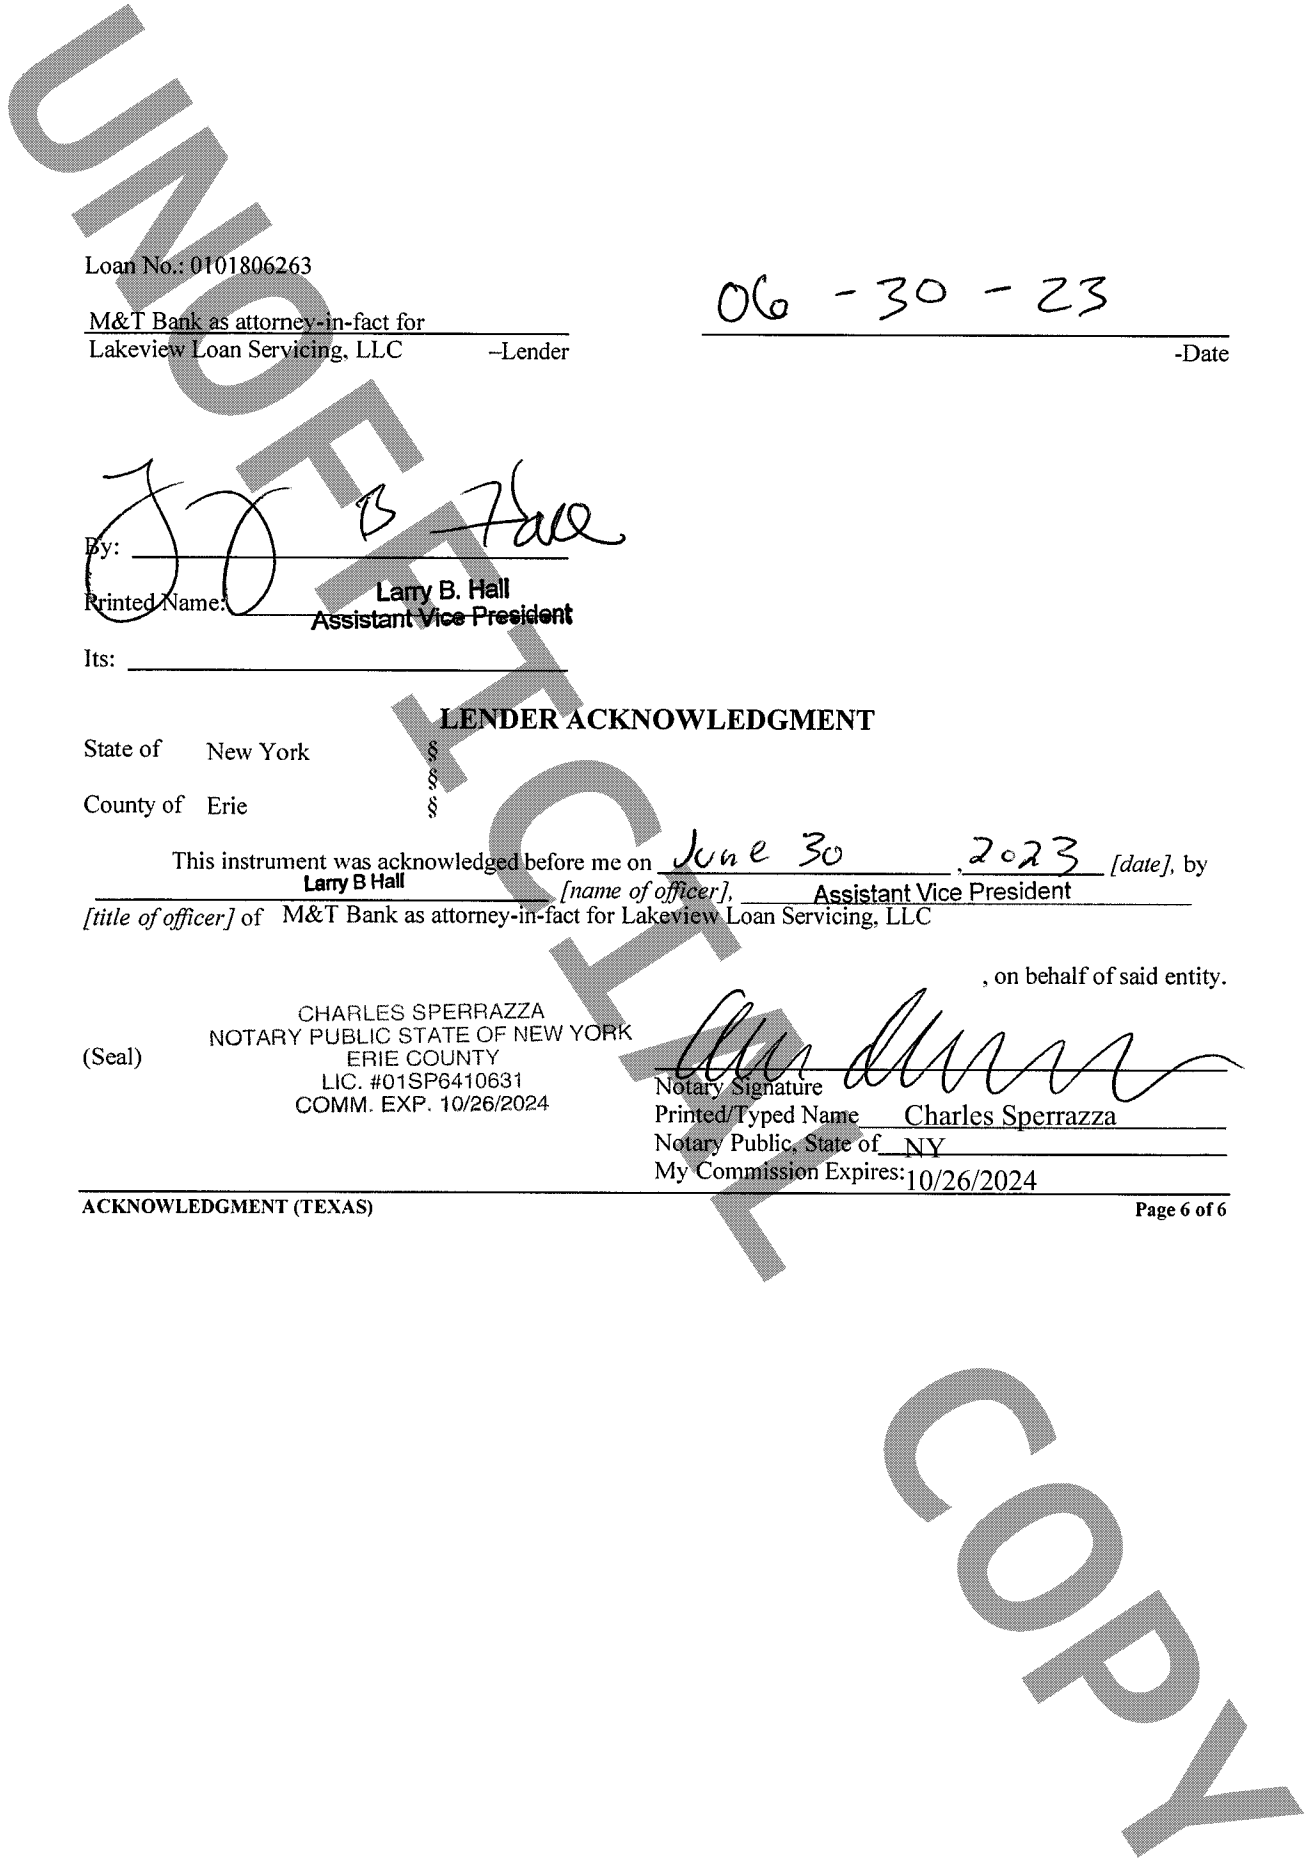 Loan No.: 0101806263
06 - 30 - 23
M&T Bank as attorney-in-fact for
Lakeview Loan Servicing, LLC –Lender
-Date
By: Larry B Hall
Printed Name: Larry B. Hall
Assistant Vice President
Its:
LENDER ACKNOWLEDGMENT
State of New York §
§
County of Erie §
This instrument was acknowledged before me on June 30, 2023 [date], by
Larry B Hall [name of officer], Assistant Vice President
[title of officer] of M&T Bank as attorney-in-fact for Lakeview Loan Servicing, LLC
, on behalf of said entity.
CHARLES SPERRAZZA
NOTARY PUBLIC STATE OF NEW YORK
(Seal) ERIE COUNTY
LIC. #01SP6410631
COMM. EXP. 10/26/2024
Notary Signature
Printed/Typed Name Charles Sperrazza
Notary Public, State of NY
My Commission Expires: 10/26/2024
ACKNOWLEDGMENT (TEXAS) Page 6 of 6
UNOFFICIAL COPY